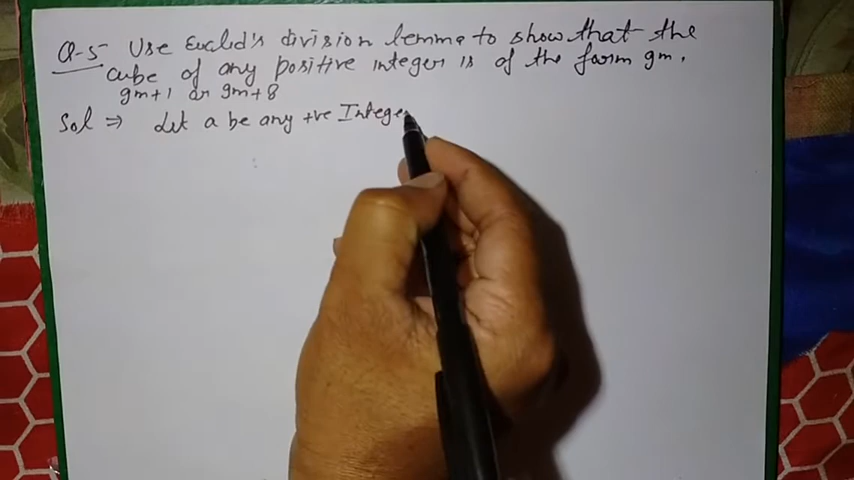 Q-5 Use Euclid's division lemma to show that the
cube of any positive integer is of the form 9m,
9m+1 or 9m+8
Sol ⇒ Let a be any +ve Intege